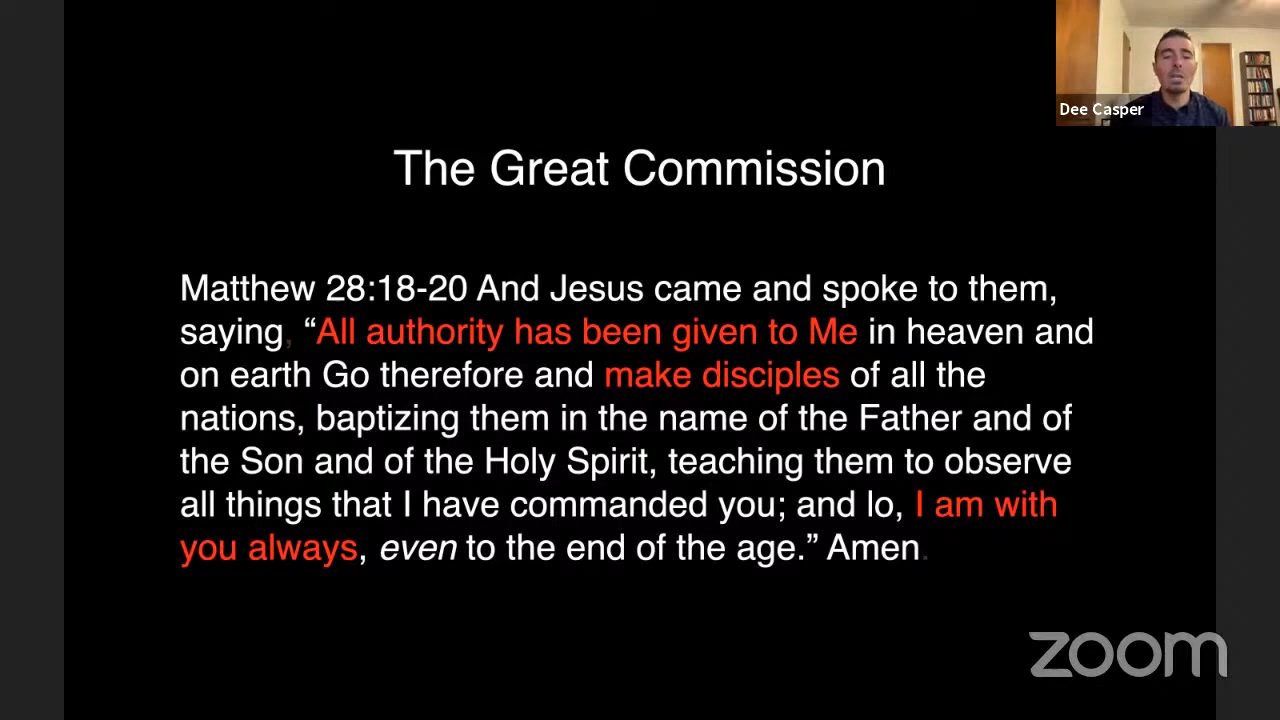 Dee Casper
The Great Commission
Matthew 28:18-20 And Jesus came and spoke to them,
saying, “All authority has been given to Me in heaven and
on earth Go therefore and make disciples of all the
nations, baptizing them in the name of the Father and of
the Son and of the Holy Spirit, teaching them to observe
all things that I have commanded you; and lo, I am with
you always, even to the end of the age.” Amen.
zoom